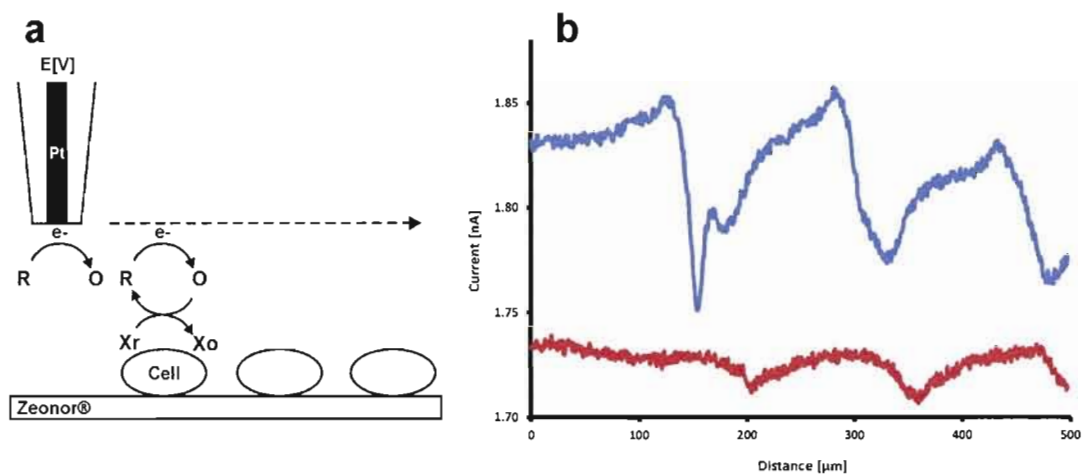 a
E[V]
Pt
e- e-
R O R O
Xr Xo
Cell
Zeonor®
b
Current [nA]
1.85
1.80
1.75
1.70
0 100 200 300 400 500
Distance [µm]